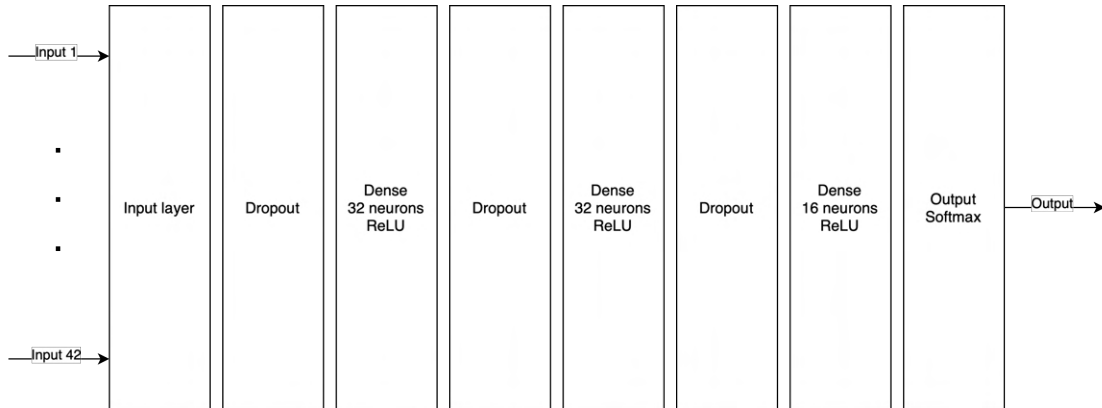 Input 1
Input 42
Input layer
Dropout
Dense
32 neurons
ReLU
Dropout
Dense
32 neurons
ReLU
Dropout
Dense
16 neurons
ReLU
Output
Softmax
Output